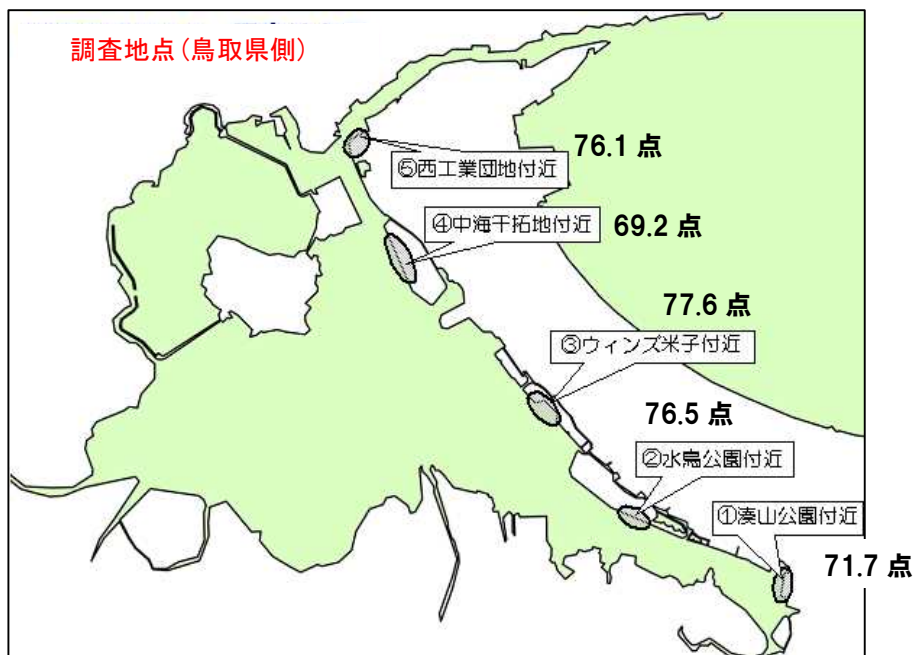 調査地点(鳥取県側)
76.1 点
⑤西工業団地付近
④中海干拓地付近
69.2 点
77.6 点
③ウィンズ米子付近
76.5 点
②水鳥公園付近
①湊山公園付近
71.7 点